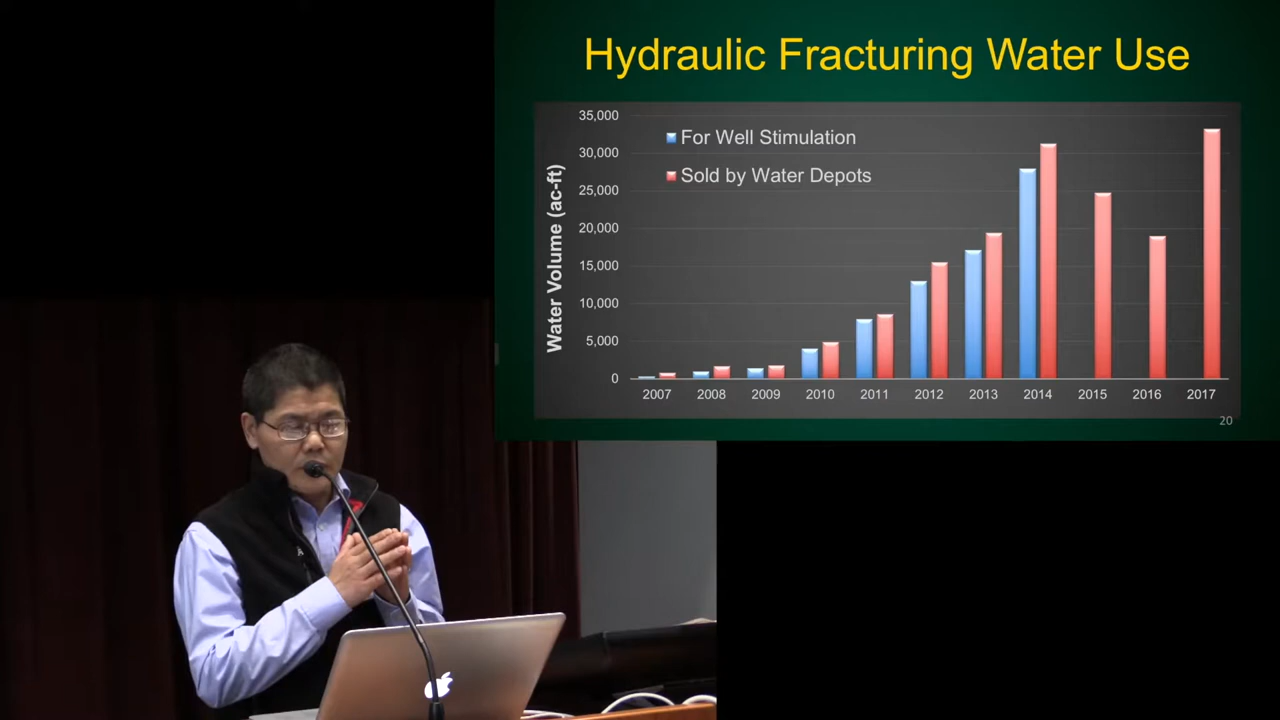 Hydraulic Fracturing Water Use
For Well Stimulation
Sold by Water Depots
Water Volume (ac-ft)
35,000
30,000
25,000
20,000
15,000
10,000
5,000
0
2007 2008 2009 2010 2011 2012 2013 2014 2015 2016 2017
20